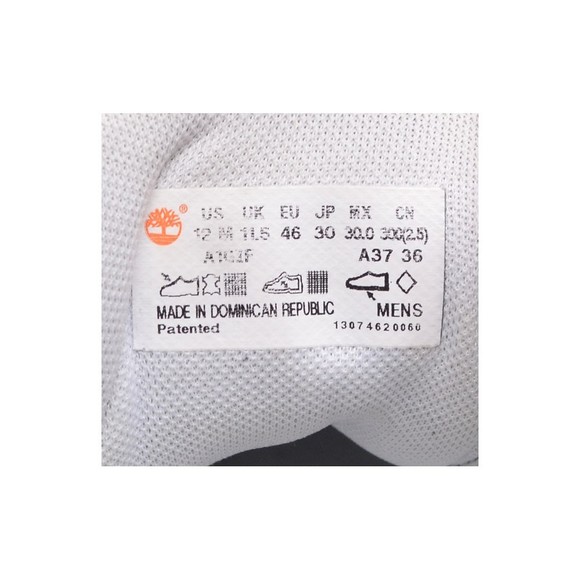 US UK EU JP MX CN
12 M 11.5 46 30 30.0 300(2.5)
A37 36
MADE IN DOMINICAN REPUBLIC MENS
Patented 13074620060